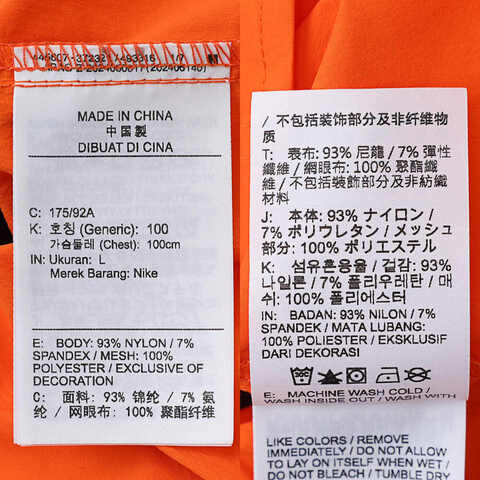 MADE IN CHINA
中国製
DIBUAT DI CINA
C: 175/92A
K: 호칭 (Generic): 100
가슴둘레 (Chest): 100cm
IN: Ukuran: L
Merek Barang: Nike
E: BODY: 93% NYLON / 7%
SPANDEX / MESH: 100%
POLYESTER / EXCLUSIVE OF
DECORATION
C: 面料: 93% 锦纶 / 7% 氨
纶 / 网眼布: 100% 聚酯纤维
/ 不包括装饰部分及非纤维物
质
T: 表布: 93% 尼龍 / 7% 彈性
纖維 / 網眼布: 100% 聚酯纖
維 / 不包括裝飾部分及非紡織
材料
J: 本体: 93% ナイロン /
7% ポリウレタン / メッシュ
部分: 100% ポリエステル
K: 섬유혼용율 / 겉감: 93%
나일론 / 7% 폴리우레탄 / 매
쉬: 100% 폴리에스터
IN: BADAN: 93% NILON / 7%
SPANDEK / MATA LUBANG:
100% POLIESTER / EKSKLUSIF
DARI DEKORASI
E: MACHINE WASH COLD /
WASH INSIDE OUT / WASH WITH
LIKE COLORS / REMOVE
IMMEDIATELY / DO NOT ALLOW
TO LAY ON ITSELF WHEN WET /
DO NOT BLEACH / TUMBLE DRY